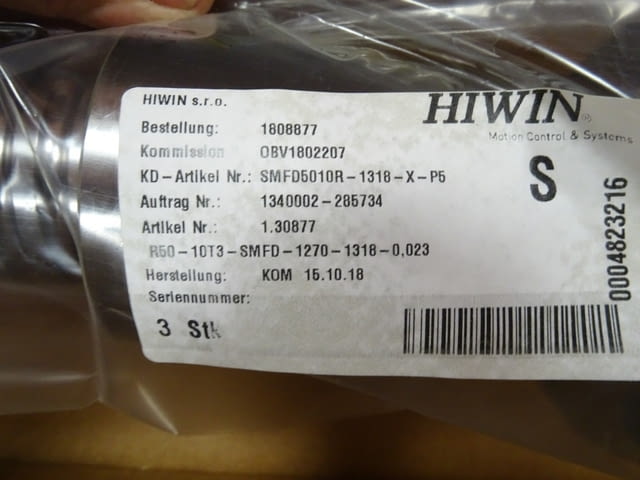 HIWIN s.r.o.
HIWIN®
Motion Control & Systems
Bestellung: 1808877
Kommission OBV1802207
KD-Artikel Nr.: SMFD5010R-1318-X-P5
S
Auftrag Nr.: 1340002-285734
Artikel Nr.: 1.30877
R50-10T3-SMFD-1270-1318-0,023
Herstellung: KOM 15.10.18
Seriennummer:
3 Stk
0004823216